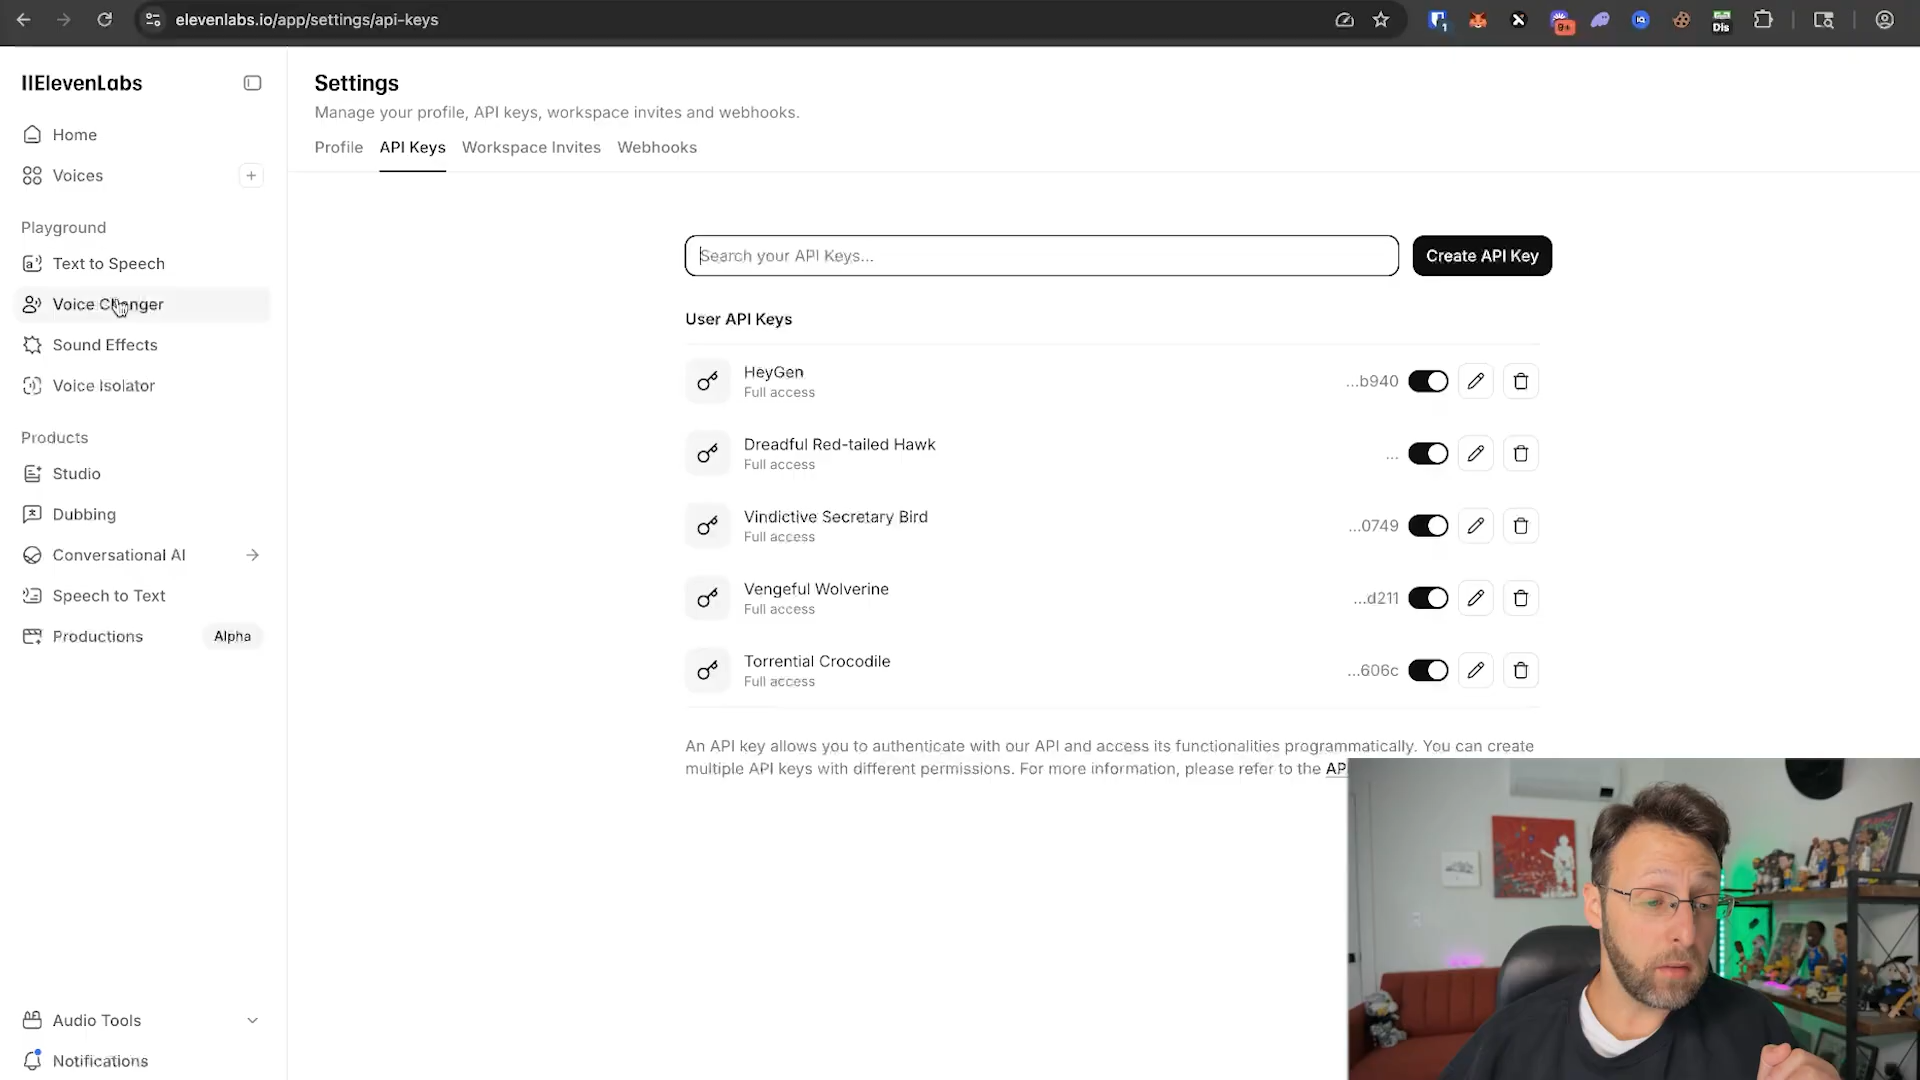 elevenlabs.io/app/settings/api-keys
1
9+
Dis
IIElevenLabs
Home
Voices
Playground
Text to Speech
Voice Changer
Sound Effects
Voice Isolator
Products
Studio
Dubbing
Conversational AI
Speech to Text
Productions
Alpha
Audio Tools
Notifications
Settings
Manage your profile, API keys, workspace invites and webhooks.
Profile API Keys Workspace Invites Webhooks
Search your API Keys...
Create API Key
User API Keys
HeyGen
Full access
...b940
Dreadful Red-tailed Hawk
Full access
...
Vindictive Secretary Bird
Full access
...0749
Vengeful Wolverine
Full access
...d211
Torrential Crocodile
Full access
...606c
An API key allows you to authenticate with our API and access its functionalities programmatically. You can create
multiple API keys with different permissions. For more information, please refer to the AP